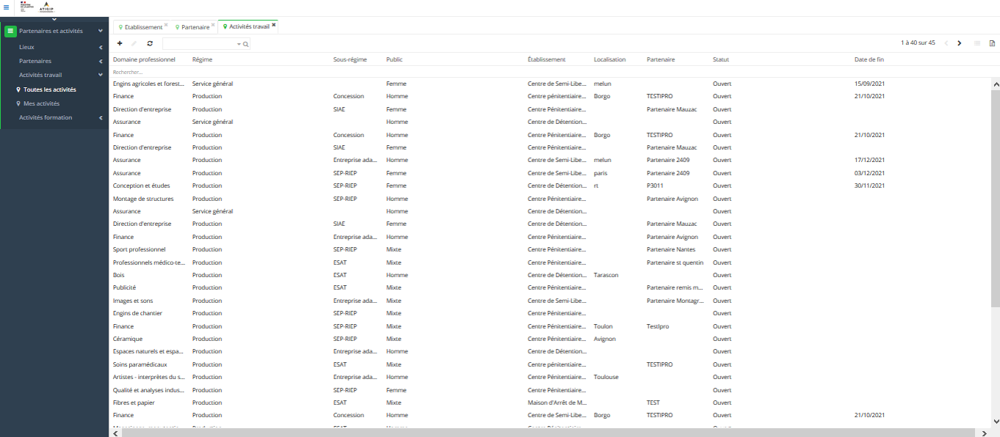 ATIGIP
Partenaires et activités
Lieux
Partenaires
Activités travail
Toutes les activités
Mes activités
Activités formation
Etablissement Partenaire Activités travail
1 à 40 sur 45
Domaine professionnel Régime Sous-régime Public Établissement Localisation Partenaire Statut Date de fin
Rechercher...
Engins agricoles et forest... Service général Femme Centre de Semi-Libe... melun Ouvert 15/09/2021
Finance Production Concession Homme Centre pénitentiaire... Borgo TESTIPRO Ouvert 21/10/2021
Direction d'entreprise Production SIAE Femme Centre Pénitentiaire... Partenaire Mauzac Ouvert
Assurance Service général Homme Centre de Détention... Ouvert
Finance Production Concession Homme Centre Pénitentiaire... Borgo TESTIPRO Ouvert 21/10/2021
Direction d'entreprise Production SIAE Femme Centre Pénitentiaire... Partenaire Mauzac Ouvert
Assurance Production Entreprise ada... Homme Centre de Semi-Libe... melun Partenaire 2409 Ouvert 17/12/2021
Assurance Production SEP-RIEP Femme Centre de Semi-Libe... paris Partenaire 2409 Ouvert 03/12/2021
Conception et études Production SEP-RIEP Femme Centre de Détention... rt P3011 Ouvert 30/11/2021
Montage de structures Production SEP-RIEP Homme Centre Pénitentiaire... Partenaire Avignon Ouvert
Assurance Service général Homme Centre de Détention... Ouvert
Direction d'entreprise Production SIAE Femme Centre de Détention... Partenaire Mauzac Ouvert
Finance Production Entreprise ada... Homme Centre Pénitentiaire... Partenaire Avignon Ouvert
Sport professionnel Production SEP-RIEP Mixte Centre Pénitentiaire... Partenaire Nantes Ouvert
Professionnels médico-te... Production ESAT Mixte Centre Pénitentiaire... Partenaire st quentin Ouvert
Bois Production ESAT Homme Centre de Détention... Tarascon Ouvert
Publicité Production ESAT Mixte Centre Pénitentiaire... Partenaire remis m... Ouvert
Images et sons Production Entreprise ada... Mixte Centre de Semi-Libe... Partenaire Montagr... Ouvert
Engins de chantier Production SEP-RIEP Mixte Centre Pénitentiaire... Ouvert
Finance Production SEP-RIEP Mixte Centre Pénitentiaire... Toulon TestIpro Ouvert
Céramique Production SEP-RIEP Mixte Centre Pénitentiaire... Avignon Ouvert
Espaces naturels et espa... Production Entreprise ada... Homme Centre de Détention... Ouvert
Soins paramédicaux Production ESAT Mixte Centre pénitentiaire... TESTIPRO Ouvert
Artistes - interprètes du s... Production Entreprise ada... Homme Centre Pénitentiaire... Toulouse Ouvert
Qualité et analyses indus... Production SEP-RIEP Femme Centre Pénitentiaire... Ouvert
Fibres et papier Production ESAT Mixte Maison d'Arrêt de M... TEST Ouvert
Finance Production Concession Homme Centre de Semi-Libe... Borgo TESTIPRO Ouvert 21/10/2021